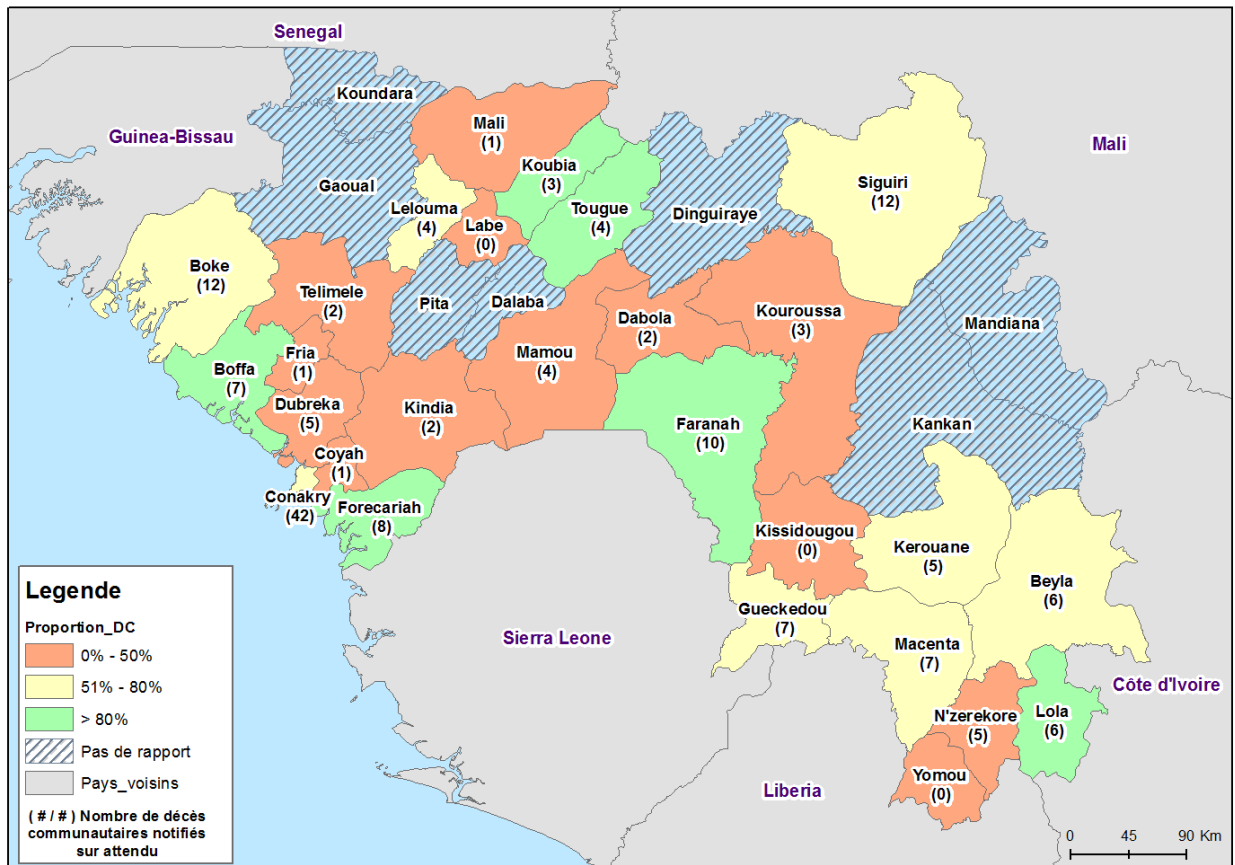 Senegal
Koundara
Mali
(1)
Guinea-Bissau
Mali
Koubia
(3)
Gaoual
Siguiri
(12)
Lelouma
(4)
Tougue
(4)
Dinguiraye
Labe
(0)
Boke
(12)
Telimele
(2)
Pita
Dalaba
Dabola
(2)
Kouroussa
(3)
Mandiana
Fria
(1)
Mamou
(4)
Boffa
(7)
Dubreka
(5)
Kindia
(2)
Faranah
(10)
Kankan
Coyah
(1)
Conakry
(42)
Forecariah
(8)
Kissidougou
(0)
Kerouane
(5)
Beyla
(6)
Gueckedou
(7)
Sierra Leone
Macenta
(7)
Côte d'Ivoire
N'zerekore
(5)
Lola
(6)
Yomou
(0)
Liberia
Legende
Proportion_DC
0% - 50%
51% - 80%
> 80%
Pas de rapport
Pays_voisins
( # / # ) Nombre de décès
communautaires notifiés
sur attendu
0 45 90 Km